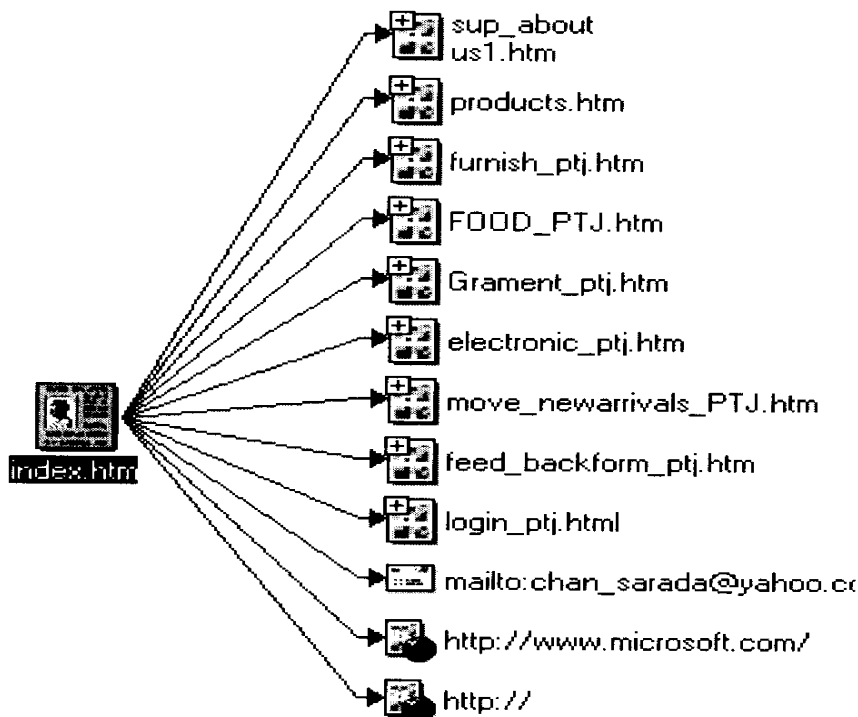 sup_about
us1.htm
products.htm
furnish_ptj.htm
FOOD_PTJ.htm
Grament_ptj.htm
electronic_ptj.htm
move_newarrivals_PTJ.htm
index.htm
feed_backform_ptj.htm
login_ptj.html
mailto:chan_sarada@yahoo.cc
http://www.microsoft.com/
http://